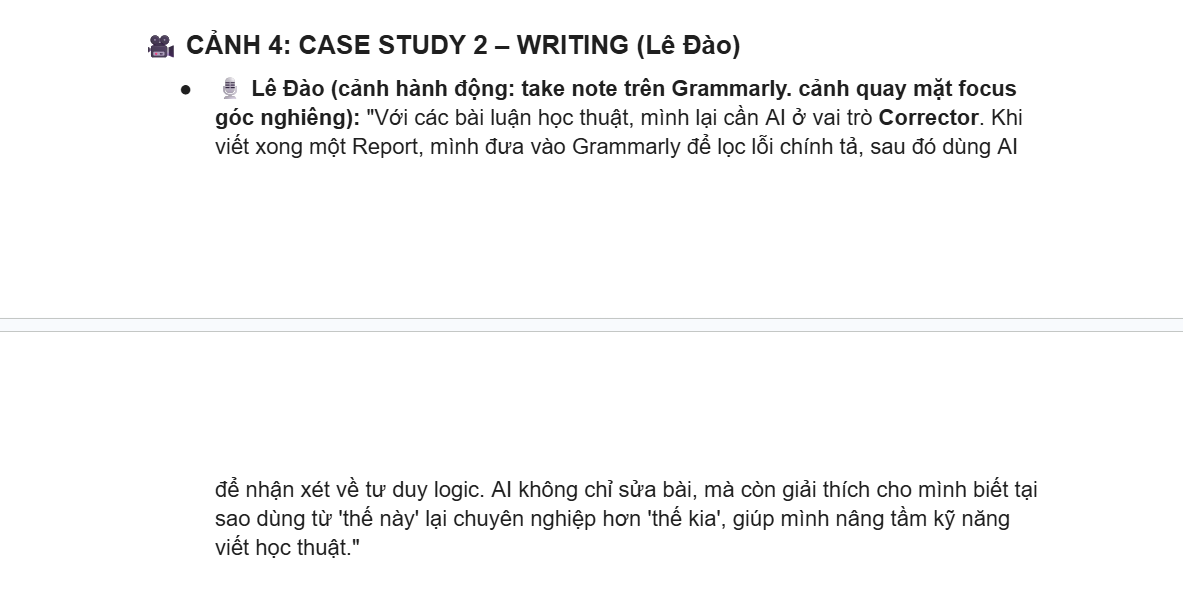 🎥 CẢNH 4: CASE STUDY 2 – WRITING (Lê Đào)
● 🎙️ Lê Đào (cảnh hành động: take note trên Grammarly. cảnh quay mặt focus
góc nghiêng): "Với các bài luận học thuật, mình lại cần AI ở vai trò Corrector. Khi
viết xong một Report, mình đưa vào Grammarly để lọc lỗi chính tả, sau đó dùng AI
để nhận xét về tư duy logic. AI không chỉ sửa bài, mà còn giải thích cho mình biết tại
sao dùng từ 'thế này' lại chuyên nghiệp hơn 'thế kia', giúp mình nâng tầm kỹ năng
viết học thuật."